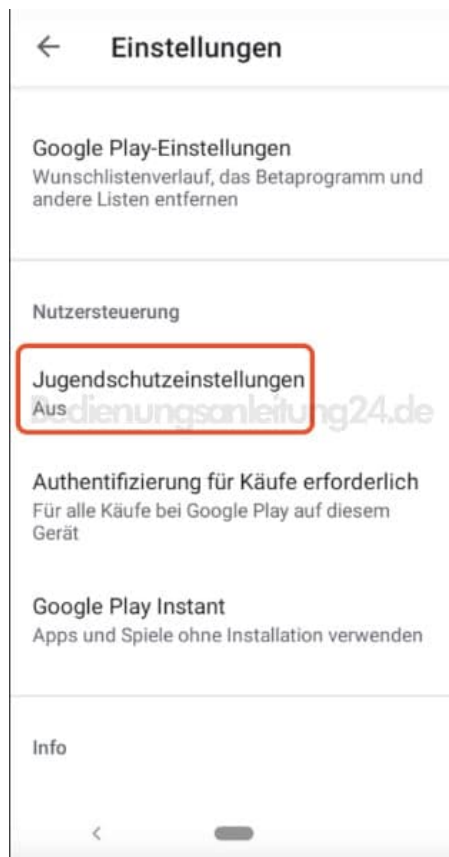 Einstellungen
Google Play-Einstellungen
Wunschlistenverlauf, das Betaprogramm und
andere Listen entfernen
Nutzersteuerung
Jugendschutzeinstellungen
Aus
Bedienungsanleitung24.de
Authentifizierung für Käufe erforderlich
Für alle Käufe bei Google Play auf diesem
Gerät
Google Play Instant
Apps und Spiele ohne Installation verwenden
Info